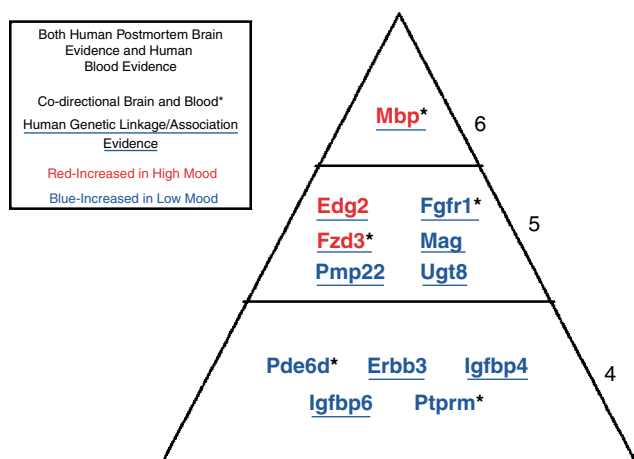 Both Human Postmortem Brain
Evidence and Human
Blood Evidence
Co-directional Brain and Blood*
Human Genetic Linkage/Association
Evidence
Red-Increased in High Mood
Blue-Increased in Low Mood
Mbp*
6
Edg2 Fgfr1*
Fzd3* Mag
5
Pmp22 Ugt8
Pde6d* Erbb3 Igfbp4
4
Igfbp6 Ptprm*